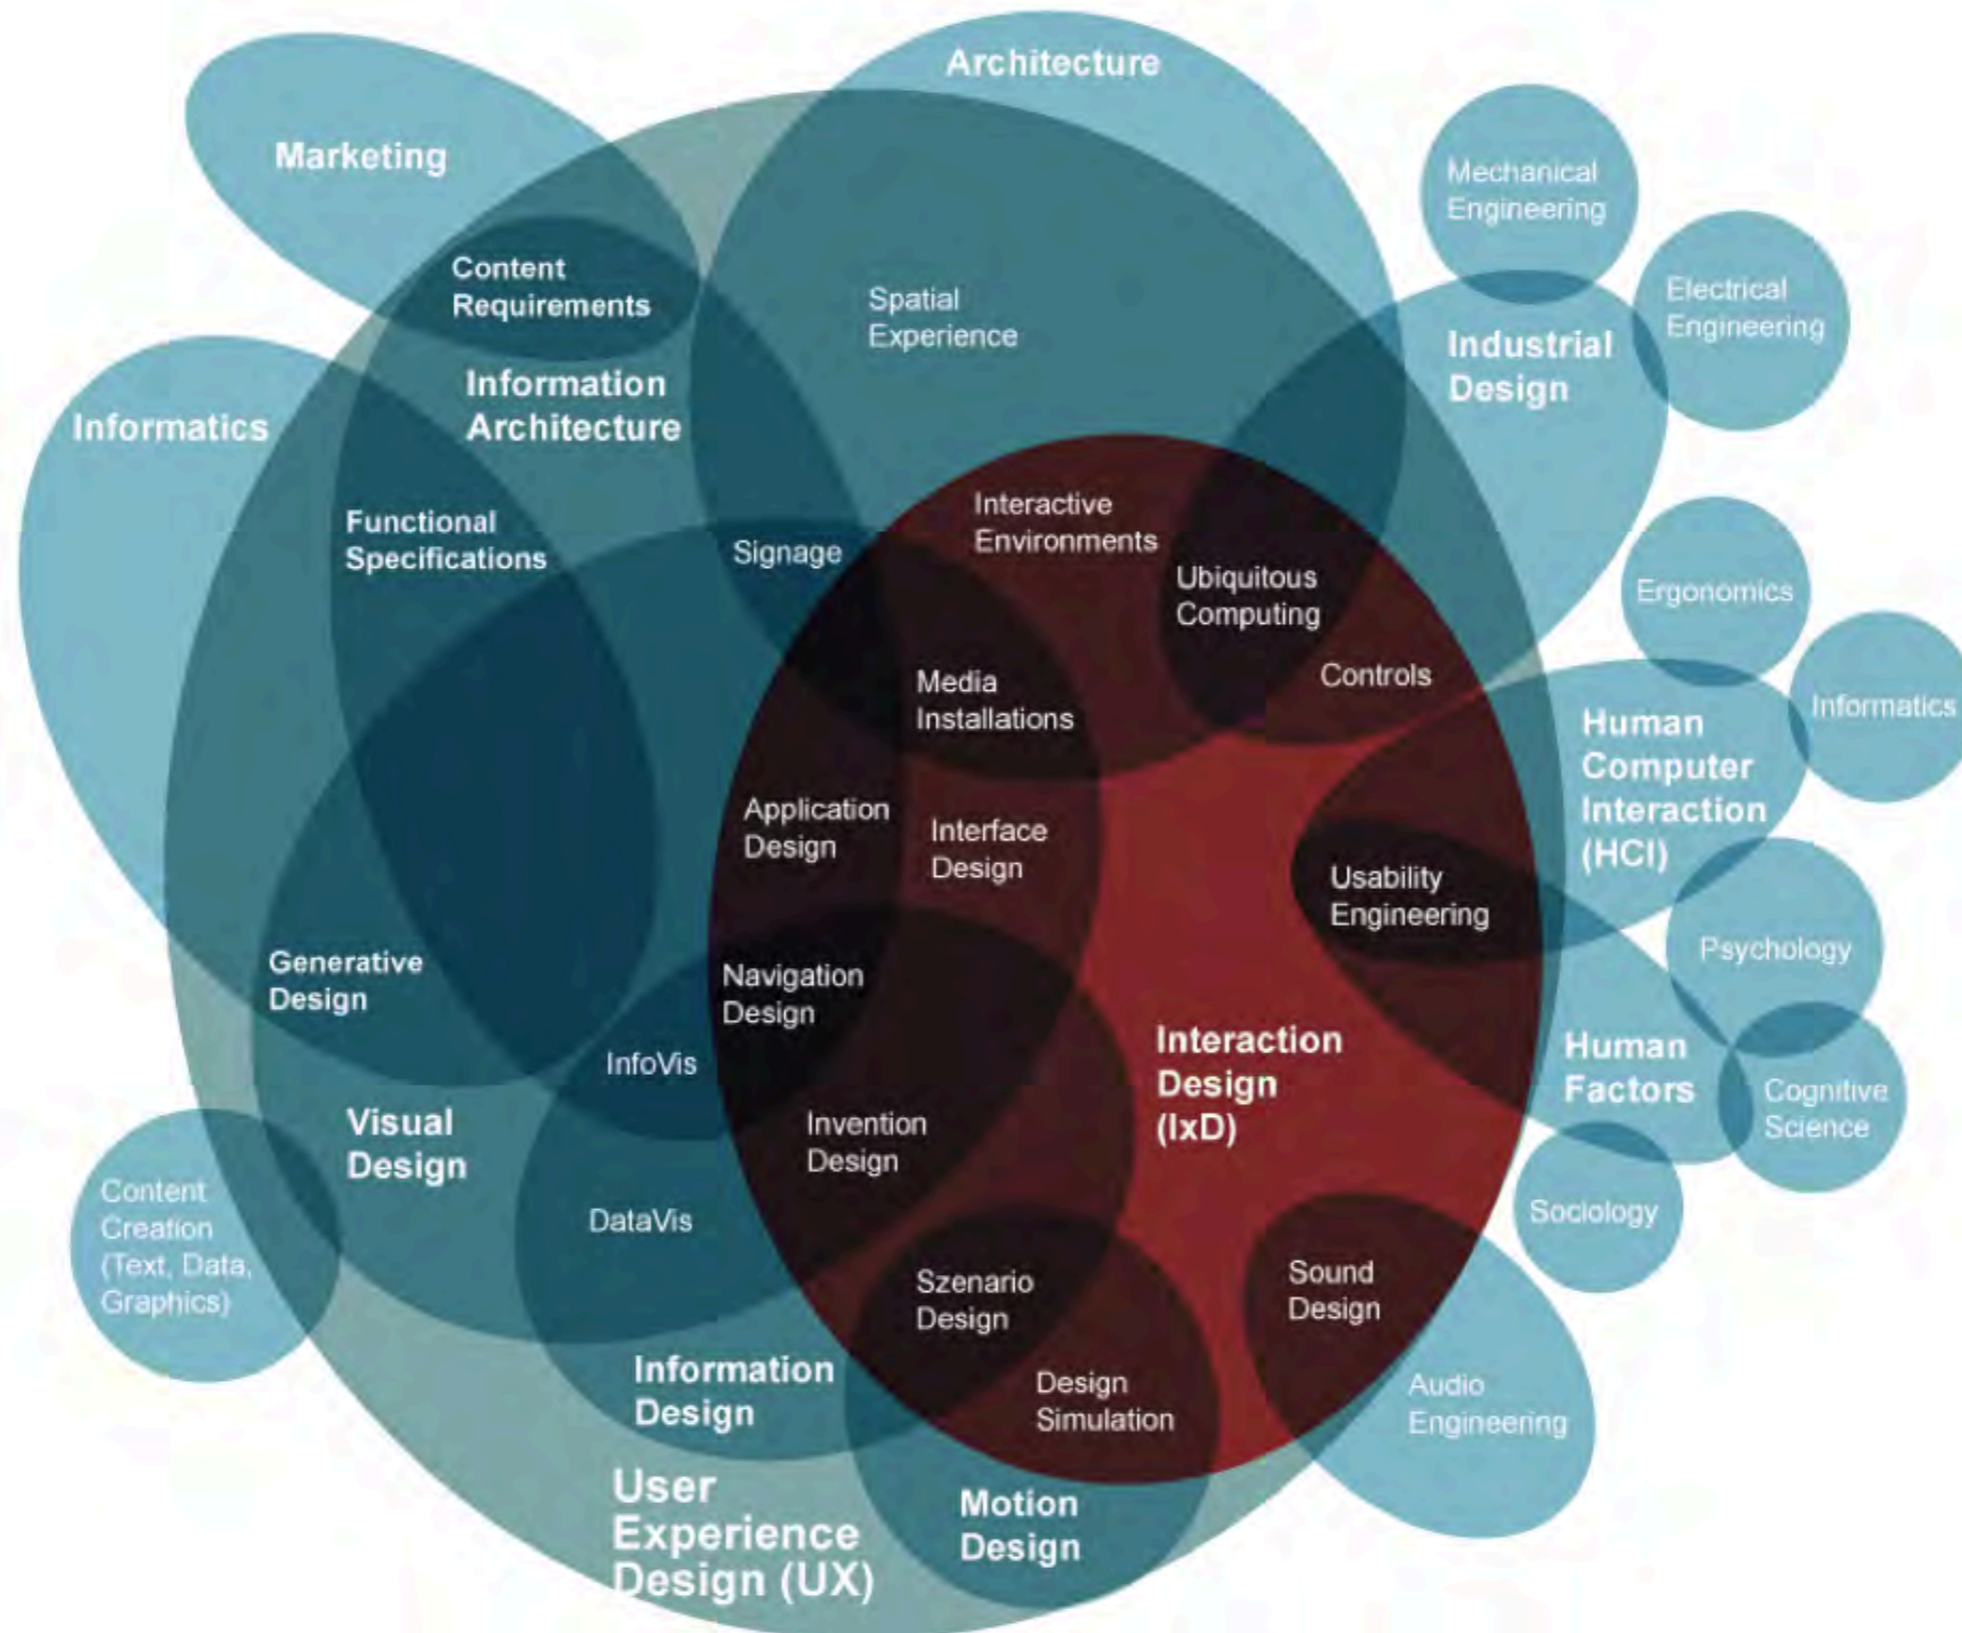 Architecture
Marketing
Mechanical
Engineering
Content
Requirements
Spatial
Experience
Electrical
Engineering
Industrial
Design
Information
Architecture
Informatics
Functional
Specifications
Signage
Interactive
Environments
Ubiquitous
Computing
Ergonomics
Controls
Media
Installations
Informatics
Human
Computer
Interaction
(HCI)
Application
Design
Interface
Design
Usability
Engineering
Psychology
Generative
Design
Navigation
Design
InfoVis
Interaction
Design
(IxD)
Human
Factors
Cognitive
Science
Visual
Design
Invention
Design
Content
Creation
(Text, Data,
Graphics)
DataVis
Sociology
Szenario
Design
Sound
Design
Information
Design
Design
Simulation
Audio
Engineering
User
Experience
Design (UX)
Motion
Design